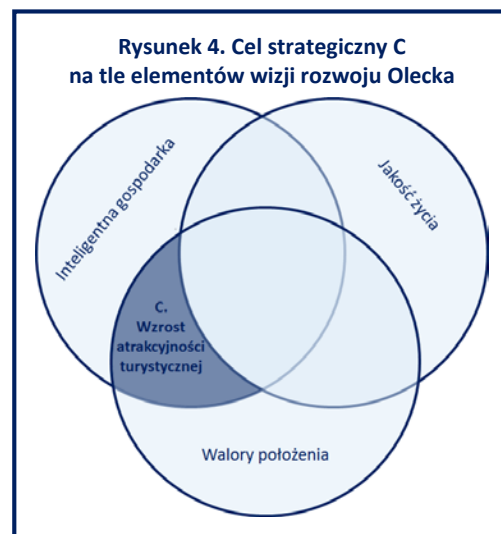 Rysunek 4. Cel strategiczny C
na tle elementów wizji rozwoju Olecka
Inteligentna gospodarka
Jakość życia
C.
Wzrost
atrakcyjności
turystycznej
Walory położenia